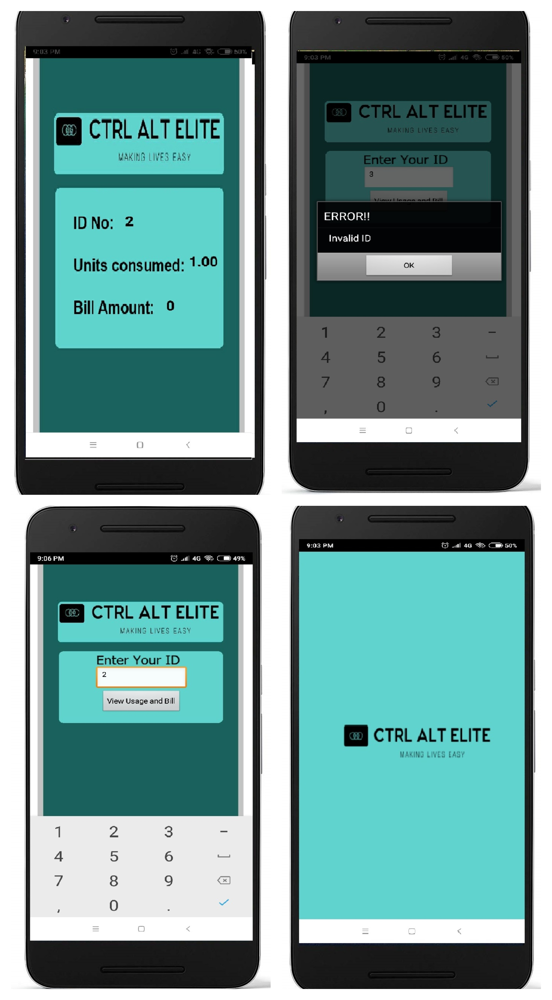 9:03 PM 4G 50%
CTRL ALT ELITE
MAKING LIVES EASY
ID No: 2
Units consumed: 1.00
Bill Amount: 0
9:03 PM 4G 50%
CTRL ALT ELITE
MAKING LIVES EASY
Enter Your ID
3
View Usage and Bill
ERROR!!
Invalid ID
OK
1 2 3 –
4 5 6
7 8 9
, 0 .
9:06 PM 4G 49%
CTRL ALT ELITE
MAKING LIVES EASY
Enter Your ID
2
View Usage and Bill
1 2 3 –
4 5 6
7 8 9
, 0 .
9:03 PM 4G 50%
CTRL ALT ELITE
MAKING LIVES EASY